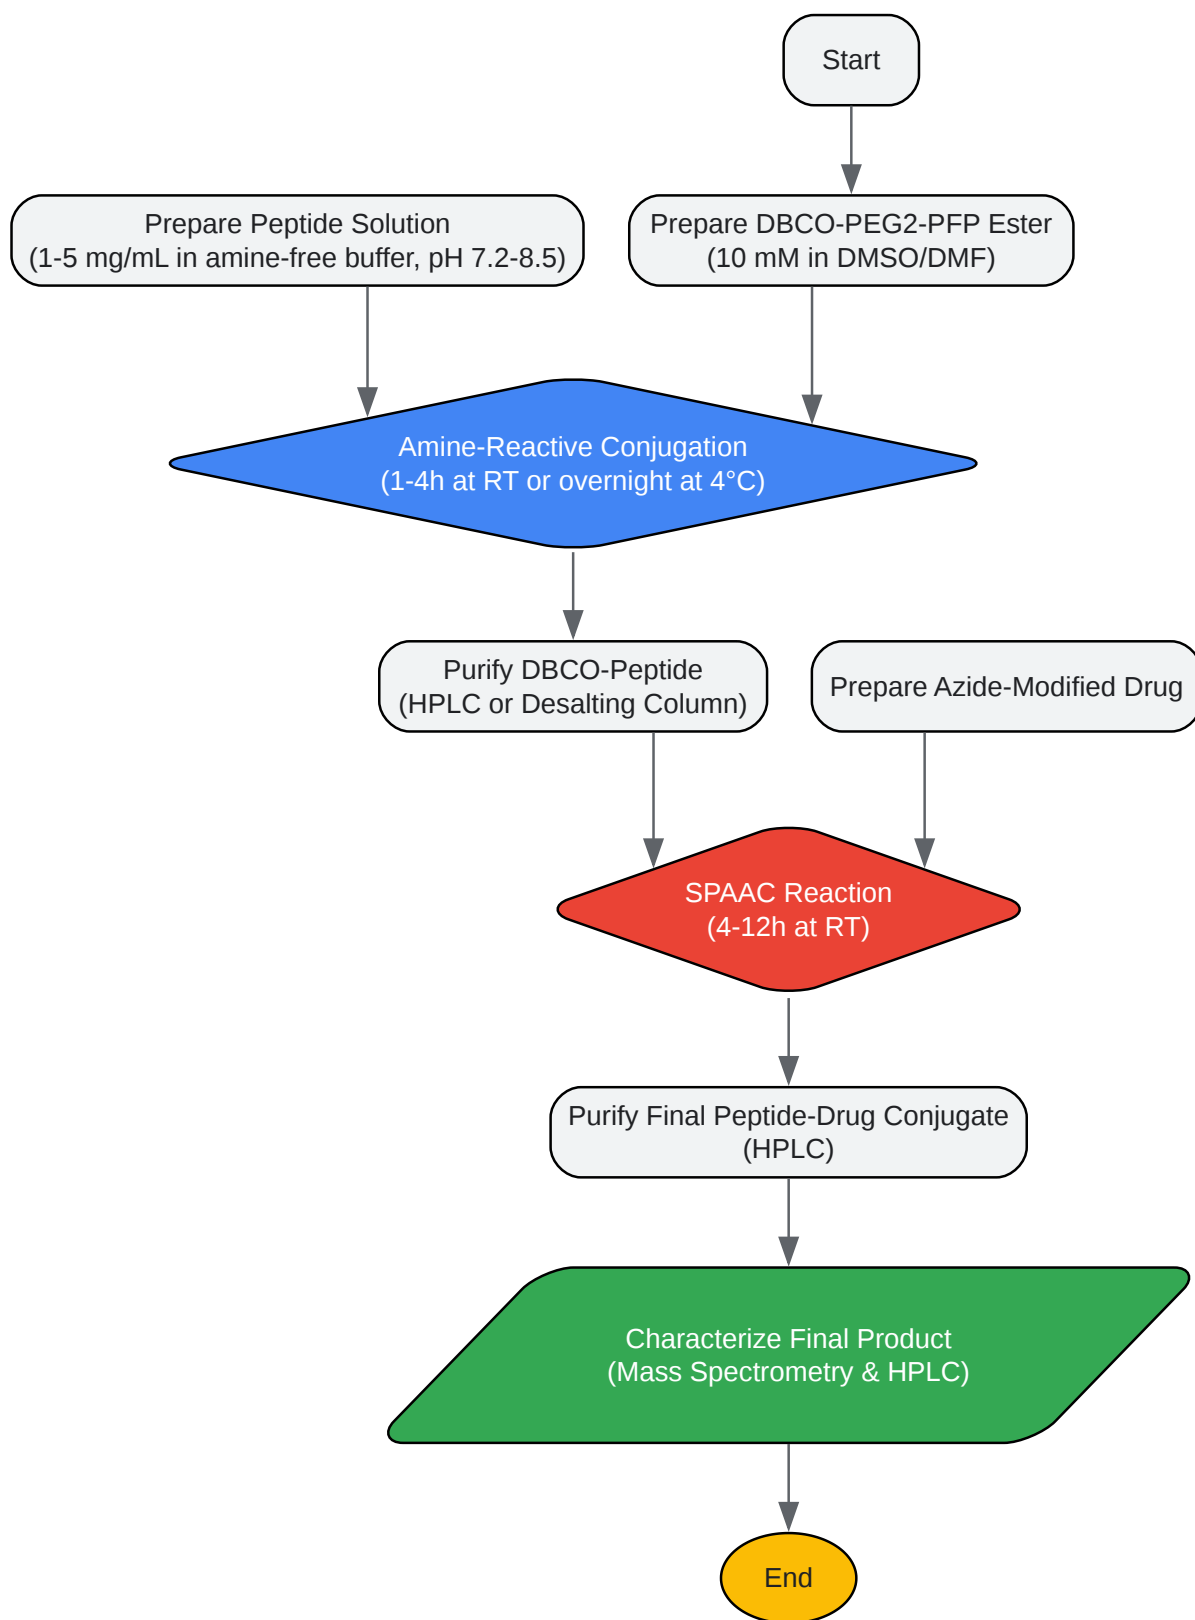 Start
Prepare Peptide Solution
(1-5 mg/mL in amine-free buffer, pH 7.2-8.5)
Prepare DBCO-PEG2-PFP Ester
(10 mM in DMSO/DMF)
Amine-Reactive Conjugation
(1-4h at RT or overnight at 4°C)
Purify DBCO-Peptide
(HPLC or Desalting Column)
Prepare Azide-Modified Drug
SPAAC Reaction
(4-12h at RT)
Purify Final Peptide-Drug Conjugate
(HPLC)
Characterize Final Product
(Mass Spectrometry & HPLC)
End